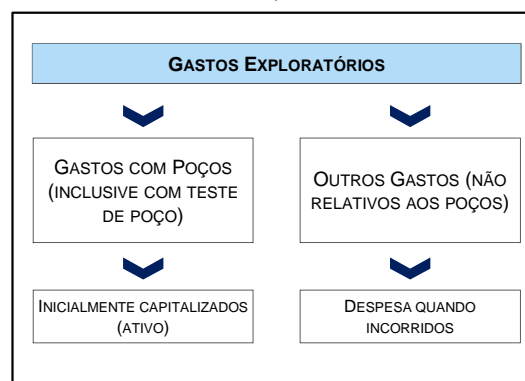 GASTOS EXPLORATÓRIOS
GASTOS COM POÇOS
(INCLUSIVE COM TESTE
DE POÇO)
OUTROS GASTOS (NÃO
RELATIVOS AOS POÇOS)
INICIALMENTE CAPITALIZADOS
(ATIVO)
DESPESA QUANDO
INCORRIDOS